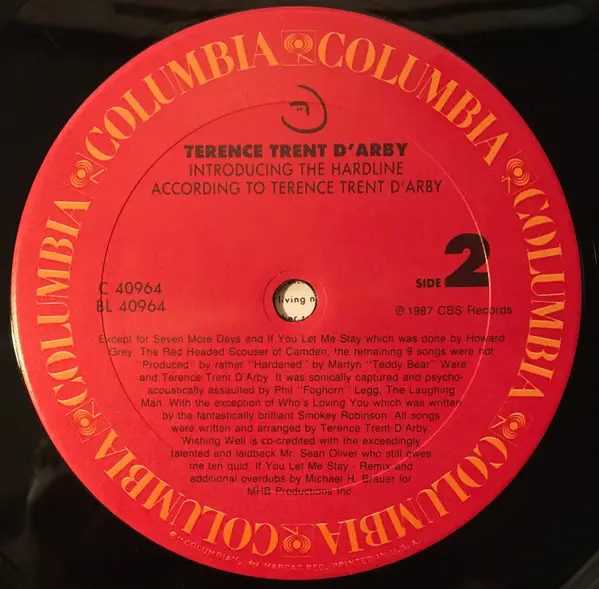 COLUMBIA COLUMBIA COLUMBIA COLUMBIA COLUMBIA COLUMBIA
TERENCE TRENT D'ARBY
INTRODUCING THE HARDLINE
ACCORDING TO TERENCE TRENT D'ARBY
C 40964
BL 40964
SIDE 2
living n
℗ 1987 CBS Records
Except for Seven More Days and If You Let Me Stay which was done by Howard
Grey. The Red Headed Scouser of Camden, the remaining 9 songs were not
"Produced" by rather "Hardened" by Martyn "Teddy Bear" Ware
and Terence Trent D'Arby. It was sonically captured and psycho-
acoustically assaulted by Phil "Foghorn" Legg, The Laughing
Man. With the exception of Who's Loving You which was written
by the fantastically brilliant Smokey Robinson. All songs
were written and arranged by Terence Trent D'Arby
Wishing Well is co-credited with the exceedingly
talented and laidback Mr. Sean Oliver who still owes
me ten quid. If You Let Me Stay - Remix and
additional overdubs by Michael H. Brauer for
MHB Productions Inc.
"COLUMBIA", MARCAS REG. PRINTED IN U.S.A.